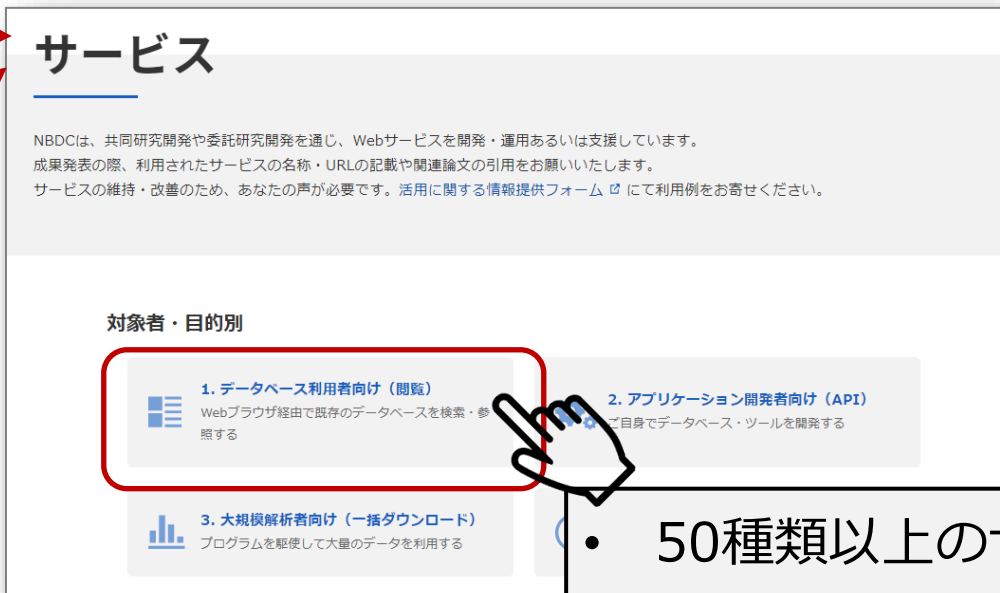 サービス
NBDCは、共同研究開発や委託研究開発を通じ、Webサービスを開発・運用あるいは支援しています。
成果発表の際、利用されたサービスの名称・URLの記載や関連論文の引用をお願いいたします。
サービスの維持・改善のため、あなたの声が必要です。活用に関する情報提供フォーム にて利用例をお寄せください。
対象者・目的別
1. データベース利用者向け（閲覧）
Webブラウザ経由で既存のデータベースを検索・参
照する
2. アプリケーション開発者向け（API）
ご自身でデータベース・ツールを開発する
3. 大規模解析者向け（一括ダウンロード）
プログラムを駆使して大量のデータを利用する
• 50種類以上の